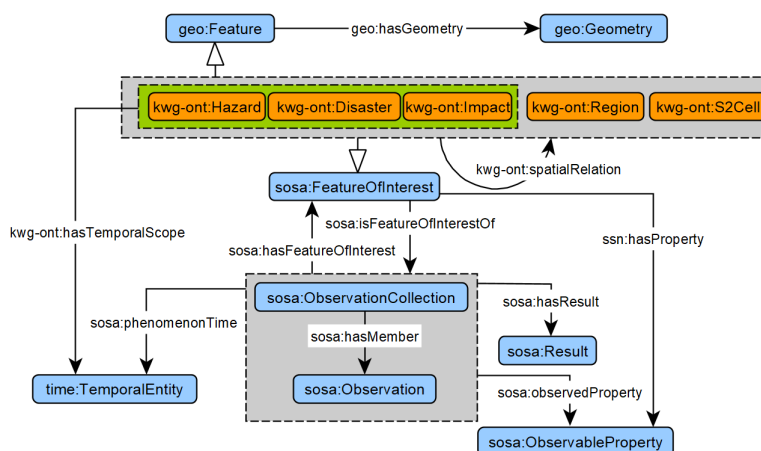 geo:Feature
geo:hasGeometry
geo:Geometry
kwg-ont:Hazard
kwg-ont:Disaster
kwg-ont:Impact
kwg-ont:Region
kwg-ont:S2Cell
kwg-ont:spatialRelation
sosa:FeatureOfInterest
sosa:isFeatureOfInterestOf
kwg-ont:hasTemporalScope
ssn:hasProperty
sosa:hasFeatureOfInterest
sosa:ObservationCollection
sosa:hasResult
sosa:phenomenonTime
sosa:hasMember
sosa:Result
time:TemporalEntity
sosa:Observation
sosa:observedProperty
sosa:ObservableProperty